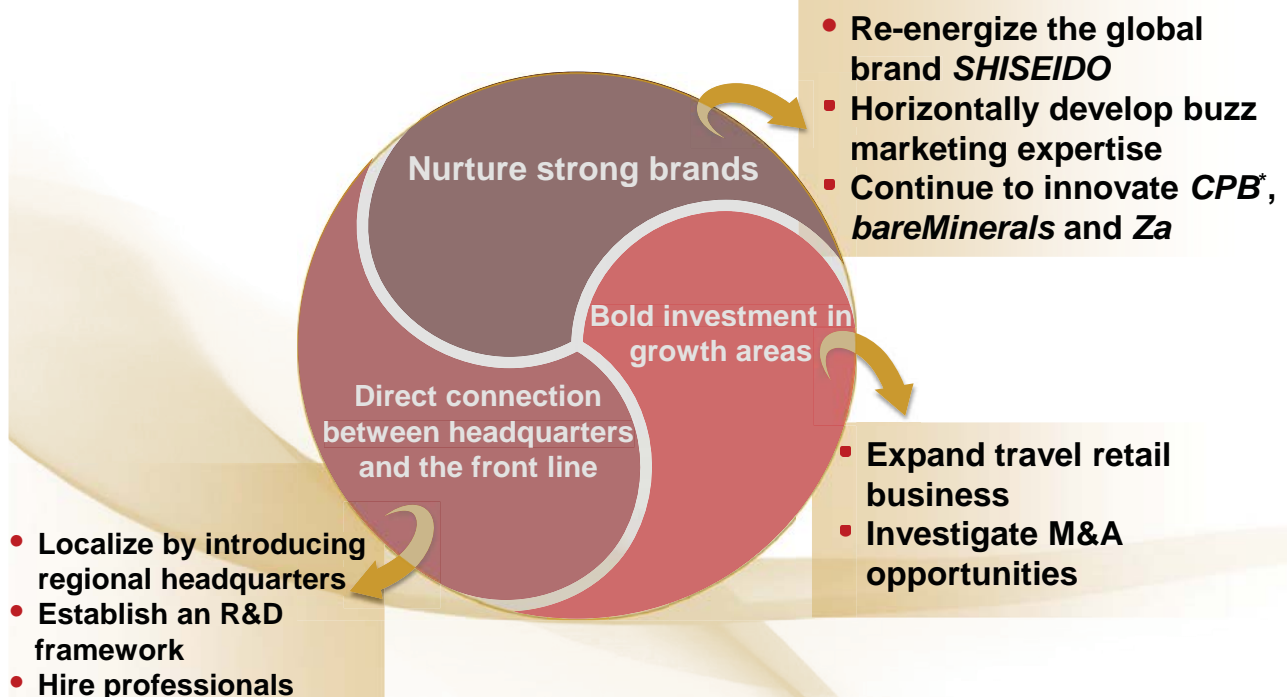 • Re-energize the global
brand SHISEIDO
▪ Horizontally develop buzz
marketing expertise
▪ Continue to innovate CPB*,
bareMinerals and Za
Nurture strong brands
Bold investment in
growth areas
Direct connection
between headquarters
and the front line
▪ Expand travel retail
business
▪ Investigate M&A
opportunities
• Localize by introducing
regional headquarters
• Establish an R&D
framework
• Hire professionals